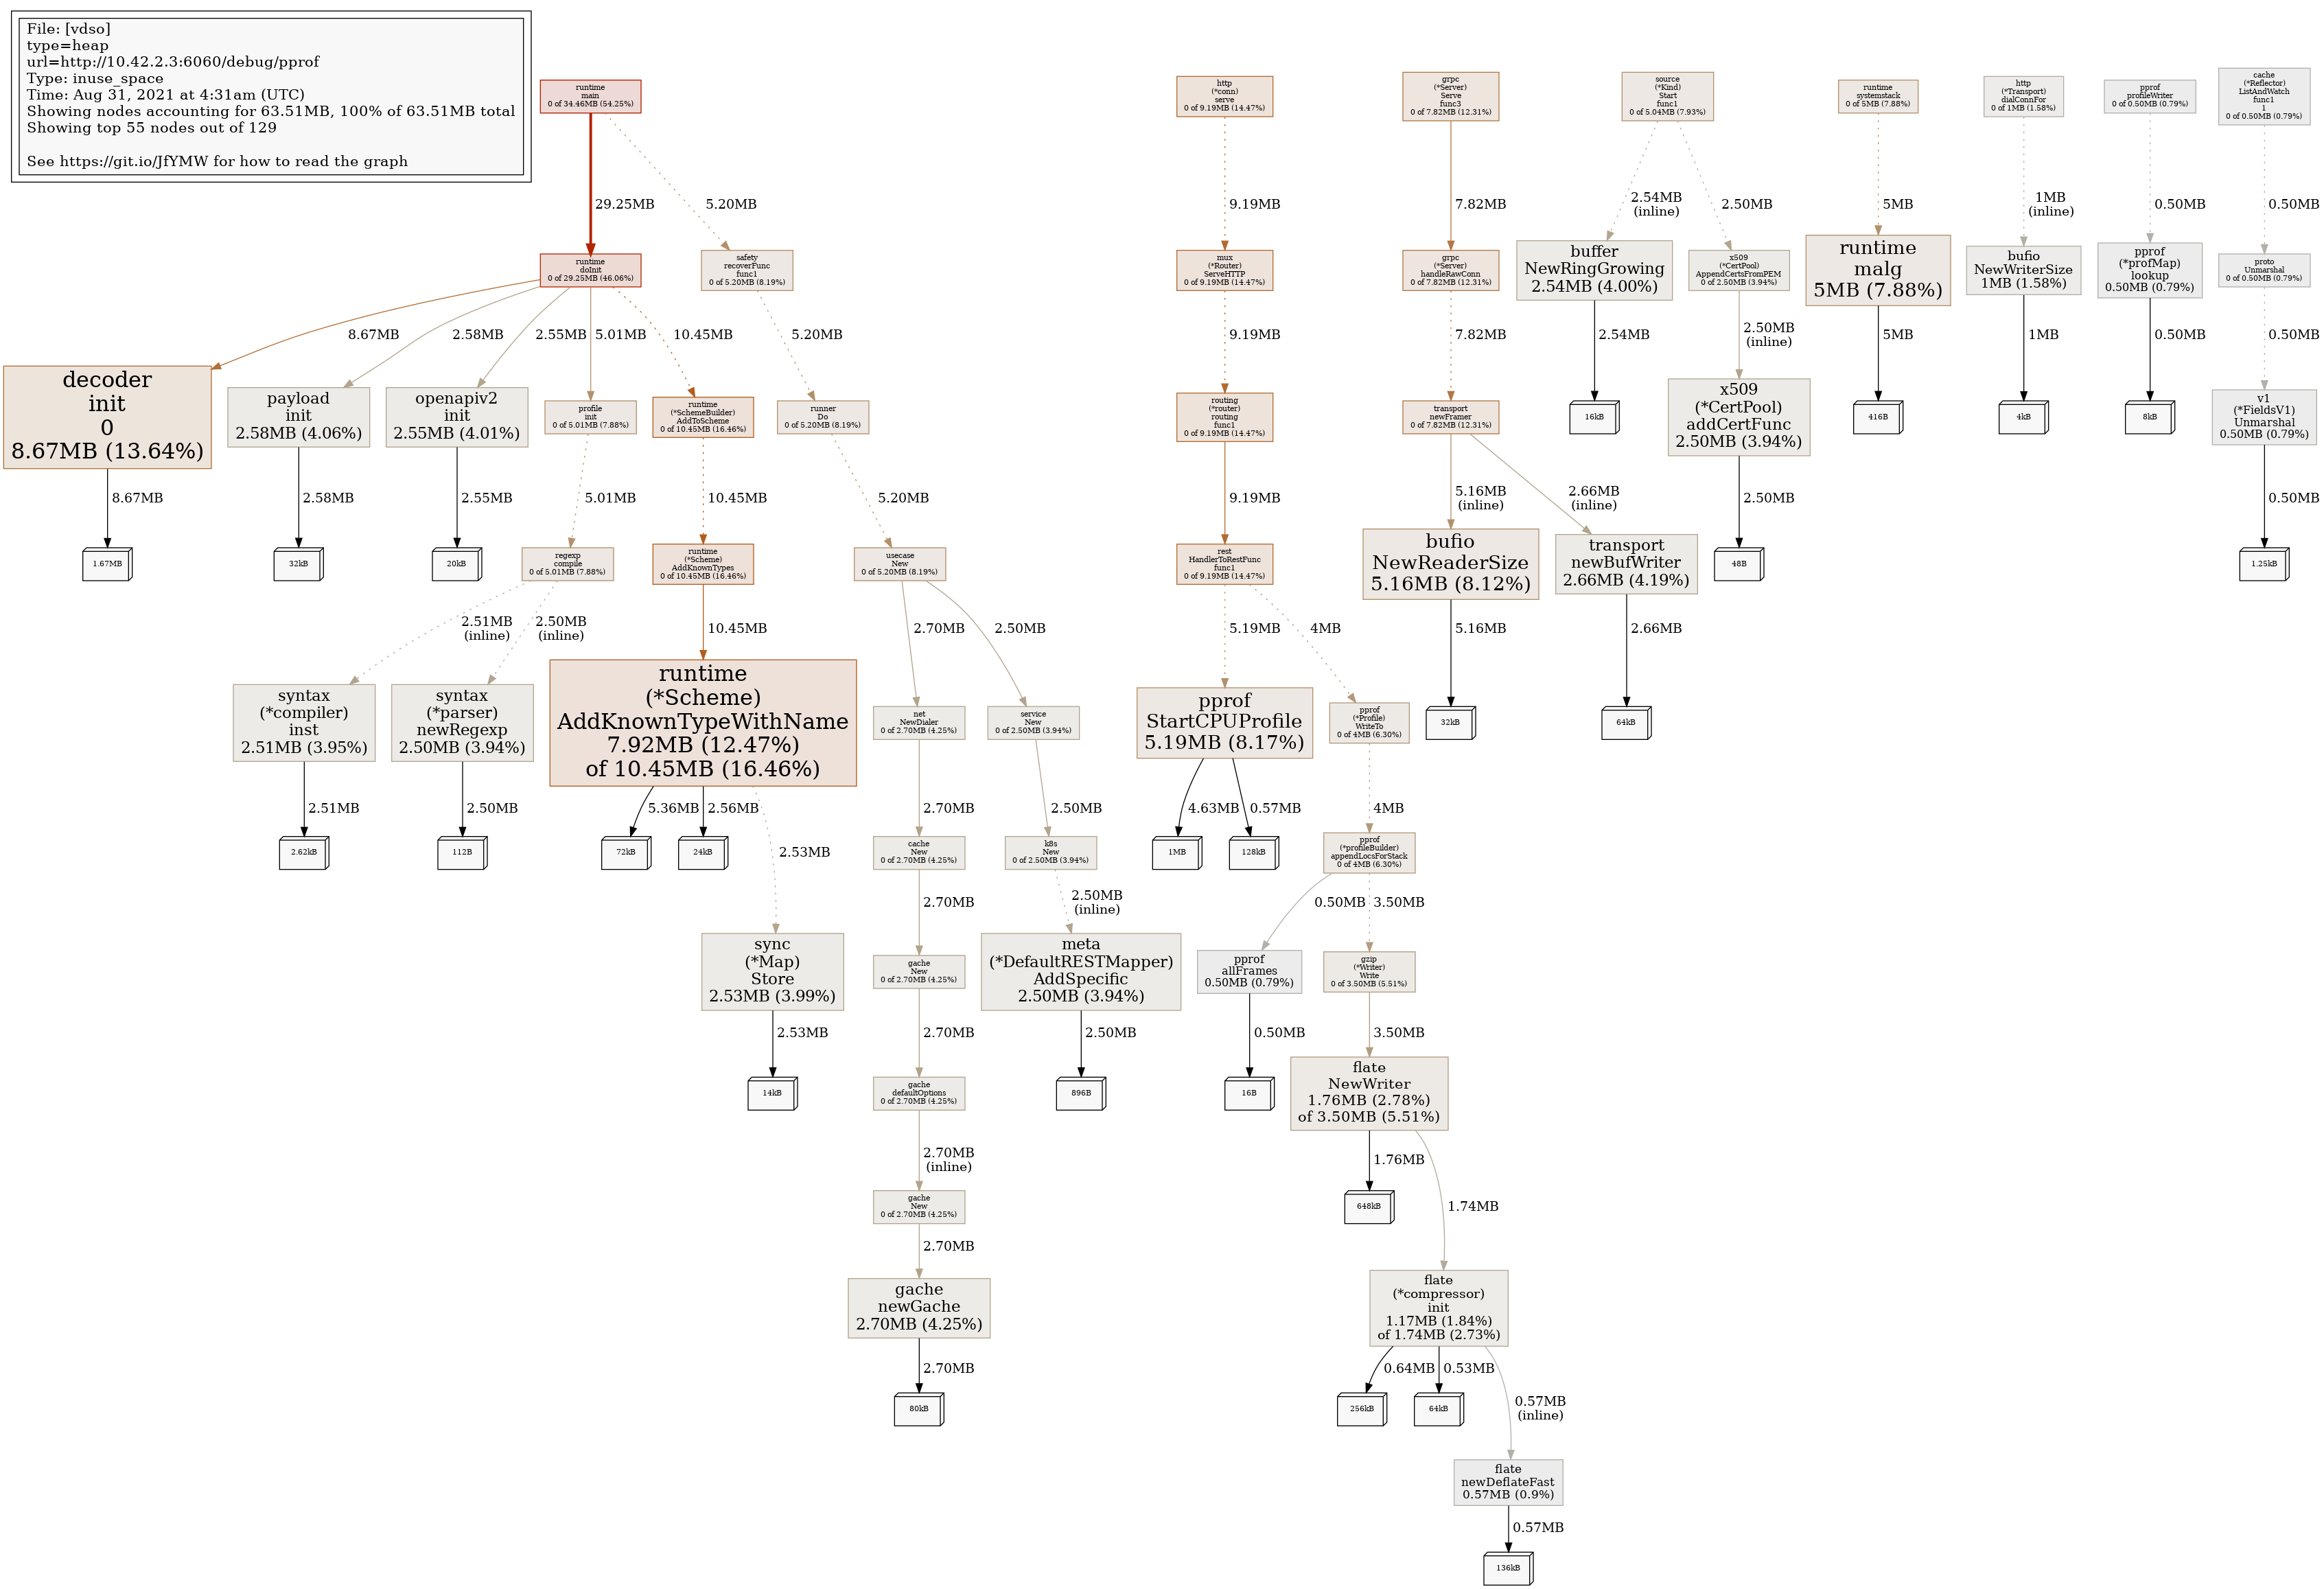 File: [vdso]
type=heap
url=http://10.42.2.3:6060/debug/pprof
Type: inuse_space
Time: Aug 31, 2021 at 4:31am (UTC)
Showing nodes accounting for 63.51MB, 100% of 63.51MB total
Showing top 55 nodes out of 129
See https://git.io/JfYMW for how to read the graph
runtime
main
0 of 34.46MB (54.25%)
http
(*conn)
serve
0 of 9.19MB (14.47%)
grpc
(*Server)
Serve
func3
0 of 7.82MB (12.31%)
source
(*Kind)
Start
func1
0 of 5.04MB (7.93%)
runtime
systemstack
0 of 5MB (7.88%)
http
(*Transport)
dialConnFor
0 of 1MB (1.58%)
pprof
profileWriter
0 of 0.50MB (0.79%)
cache
(*Reflector)
ListAndWatch
func1
1
0 of 0.50MB (0.79%)
29.25MB
5.20MB
9.19MB
7.82MB
2.54MB
(inline)
2.50MB
5MB
1MB
(inline)
0.50MB
0.50MB
runtime
doInit
0 of 29.25MB (46.06%)
safety
recoverFunc
func1
0 of 5.20MB (8.19%)
mux
(*Router)
ServeHTTP
0 of 9.19MB (14.47%)
grpc
(*Server)
handleRawConn
0 of 7.82MB (12.31%)
buffer
NewRingGrowing
2.54MB (4.00%)
x509
(*CertPool)
AppendCertsFromPEM
0 of 2.50MB (3.94%)
runtime
malg
5MB (7.88%)
bufio
NewWriterSize
1MB (1.58%)
pprof
(*profMap)
lookup
0.50MB (0.79%)
proto
Unmarshal
0 of 0.50MB (0.79%)
8.67MB
2.58MB
2.55MB
5.01MB
10.45MB
5.20MB
9.19MB
7.82MB
2.54MB
2.50MB
(inline)
5MB
1MB
0.50MB
0.50MB
decoder
init
0
8.67MB (13.64%)
payload
init
2.58MB (4.06%)
openapiv2
init
2.55MB (4.01%)
profile
init
0 of 5.01MB (7.88%)
runtime
(*SchemeBuilder)
AddToScheme
0 of 10.45MB (16.46%)
runner
Do
0 of 5.20MB (8.19%)
routing
(*router)
routing
func1
0 of 9.19MB (14.47%)
transport
newFramer
0 of 7.82MB (12.31%)
16kB
x509
(*CertPool)
addCertFunc
2.50MB (3.94%)
416B
4kB
8kB
v1
(*FieldsV1)
Unmarshal
0.50MB (0.79%)
8.67MB
2.58MB
2.55MB
5.01MB
10.45MB
5.20MB
9.19MB
5.16MB
(inline)
2.66MB
(inline)
2.50MB
0.50MB
1.67MB
32kB
20kB
regexp
compile
0 of 5.01MB (7.88%)
runtime
(*Scheme)
AddKnownTypes
0 of 10.45MB (16.46%)
usecase
New
0 of 5.20MB (8.19%)
rest
HandlerToRestFunc
func1
0 of 9.19MB (14.47%)
bufio
NewReaderSize
5.16MB (8.12%)
transport
newBufWriter
2.66MB (4.19%)
48B
1.25kB
2.51MB
(inline)
2.50MB
(inline)
10.45MB
2.70MB
2.50MB
5.19MB
4MB
5.16MB
2.66MB
syntax
(*compiler)
inst
2.51MB (3.95%)
syntax
(*parser)
newRegexp
2.50MB (3.94%)
runtime
(*Scheme)
AddKnownTypeWithName
7.92MB (12.47%)
of 10.45MB (16.46%)
net
NewDialer
0 of 2.70MB (4.25%)
service
New
0 of 2.50MB (3.94%)
pprof
StartCPUProfile
5.19MB (8.17%)
pprof
(*Profile)
WriteTo
0 of 4MB (6.30%)
32kB
64kB
2.51MB
2.50MB
5.36MB
2.56MB
2.53MB
2.70MB
2.50MB
4.63MB
0.57MB
4MB
2.62kB
112B
72kB
24kB
cache
New
0 of 2.70MB (4.25%)
k8s
New
0 of 2.50MB (3.94%)
1MB
128kB
pprof
(*profileBuilder)
appendLocsForStack
0 of 4MB (6.30%)
2.70MB
2.50MB
(inline)
0.50MB
3.50MB
sync
(*Map)
Store
2.53MB (3.99%)
gache
New
0 of 2.70MB (4.25%)
meta
(*DefaultRESTMapper)
AddSpecific
2.50MB (3.94%)
pprof
allFrames
0.50MB (0.79%)
gzip
(*Writer)
Write
0 of 3.50MB (5.51%)
2.53MB
2.70MB
2.50MB
0.50MB
3.50MB
14kB
gache
defaultOptions
0 of 2.70MB (4.25%)
896B
16B
flate
NewWriter
1.76MB (2.78%)
of 3.50MB (5.51%)
2.70MB
(inline)
1.76MB
1.74MB
gache
New
0 of 2.70MB (4.25%)
648kB
2.70MB
gache
newGache
2.70MB (4.25%)
flate
(*compressor)
init
1.17MB (1.84%)
of 1.74MB (2.73%)
2.70MB
0.64MB
0.53MB
0.57MB
(inline)
80kB
256kB
64kB
flate
newDeflateFast
0.57MB (0.9%)
0.57MB
136kB